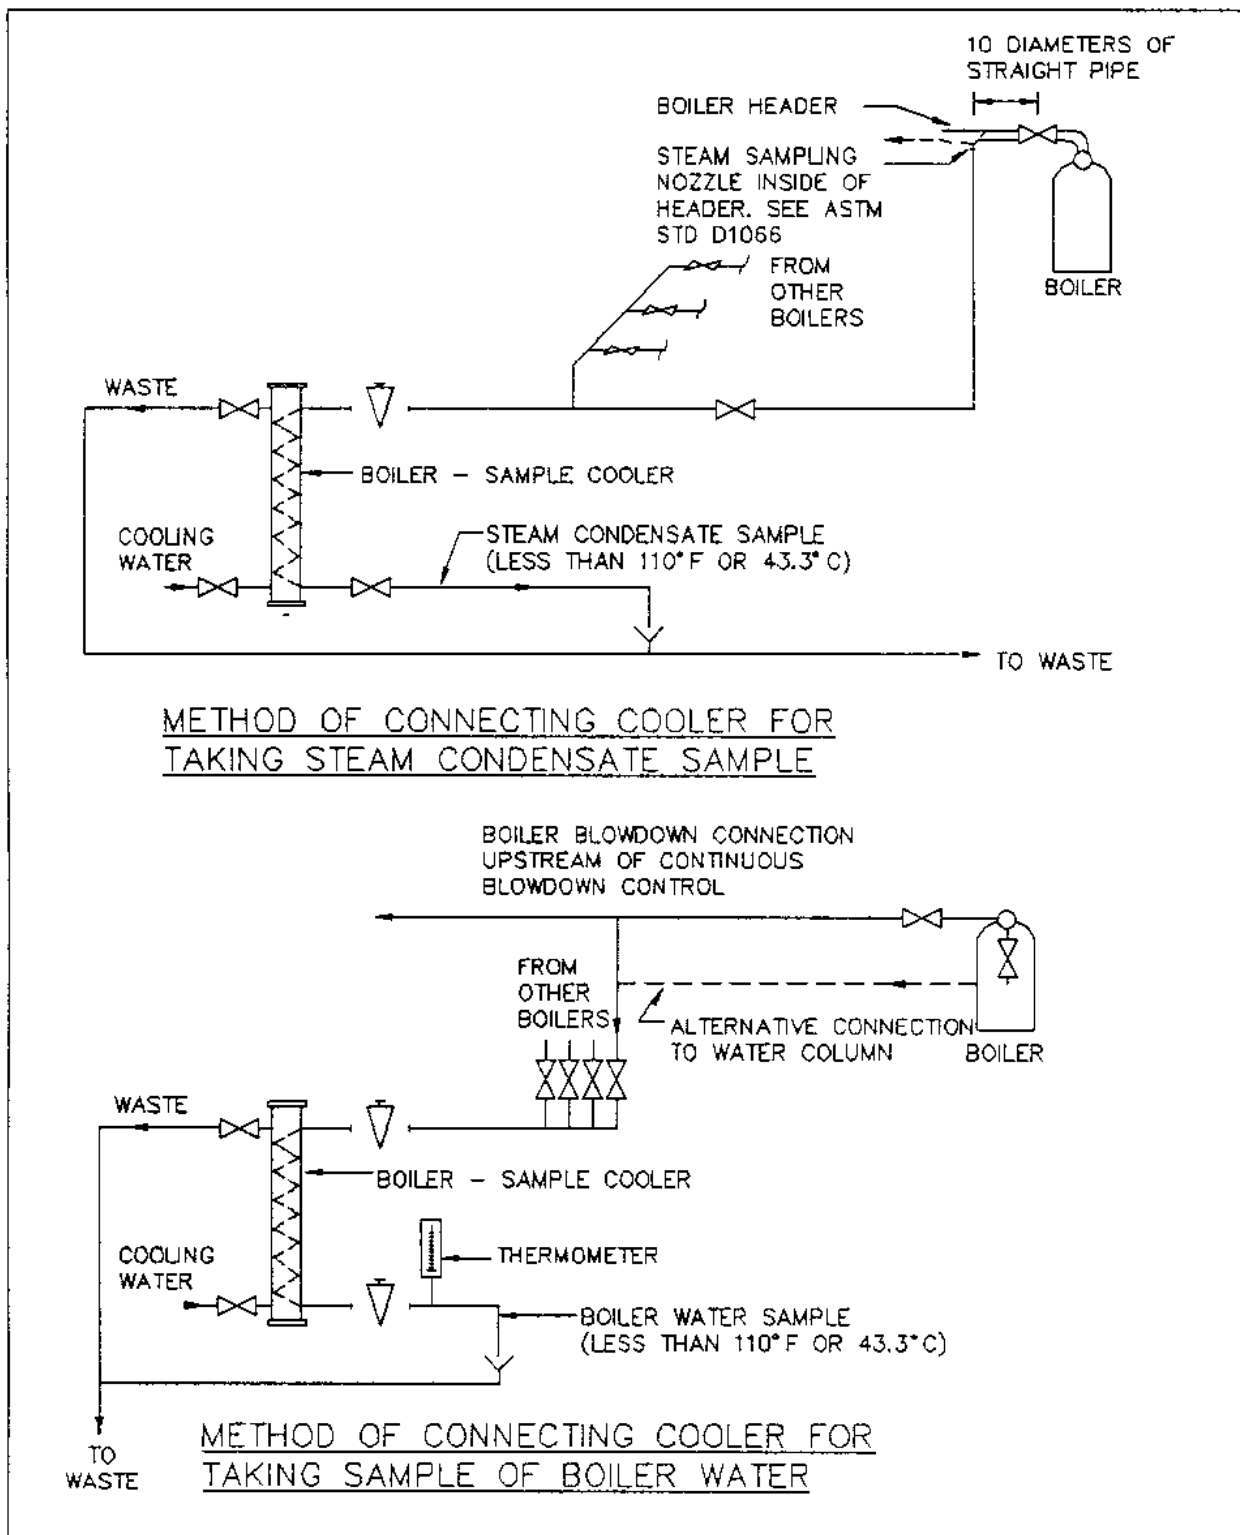 10 DIAMETERS OF
STRAIGHT PIPE
BOILER HEADER
STEAM SAMPLING
NOZZLE INSIDE OF
HEADER. SEE ASTM
STD D1066
FROM
OTHER
BOILERS
BOILER
WASTE
BOILER - SAMPLE COOLER
COOLING
WATER
STEAM CONDENSATE SAMPLE
(LESS THAN 110°F OR 43.3°C)
TO WASTE
METHOD OF CONNECTING COOLER FOR
TAKING STEAM CONDENSATE SAMPLE
BOILER BLOWDOWN CONNECTION
UPSTREAM OF CONTINUOUS
BLOWDOWN CONTROL
FROM
OTHER
BOILERS
ALTERNATIVE CONNECTION
TO WATER COLUMN
BOILER
WASTE
BOILER - SAMPLE COOLER
COOLING
WATER
THERMOMETER
BOILER WATER SAMPLE
(LESS THAN 110°F OR 43.3°C)
TO
WASTE
METHOD OF CONNECTING COOLER FOR
TAKING SAMPLE OF BOILER WATER